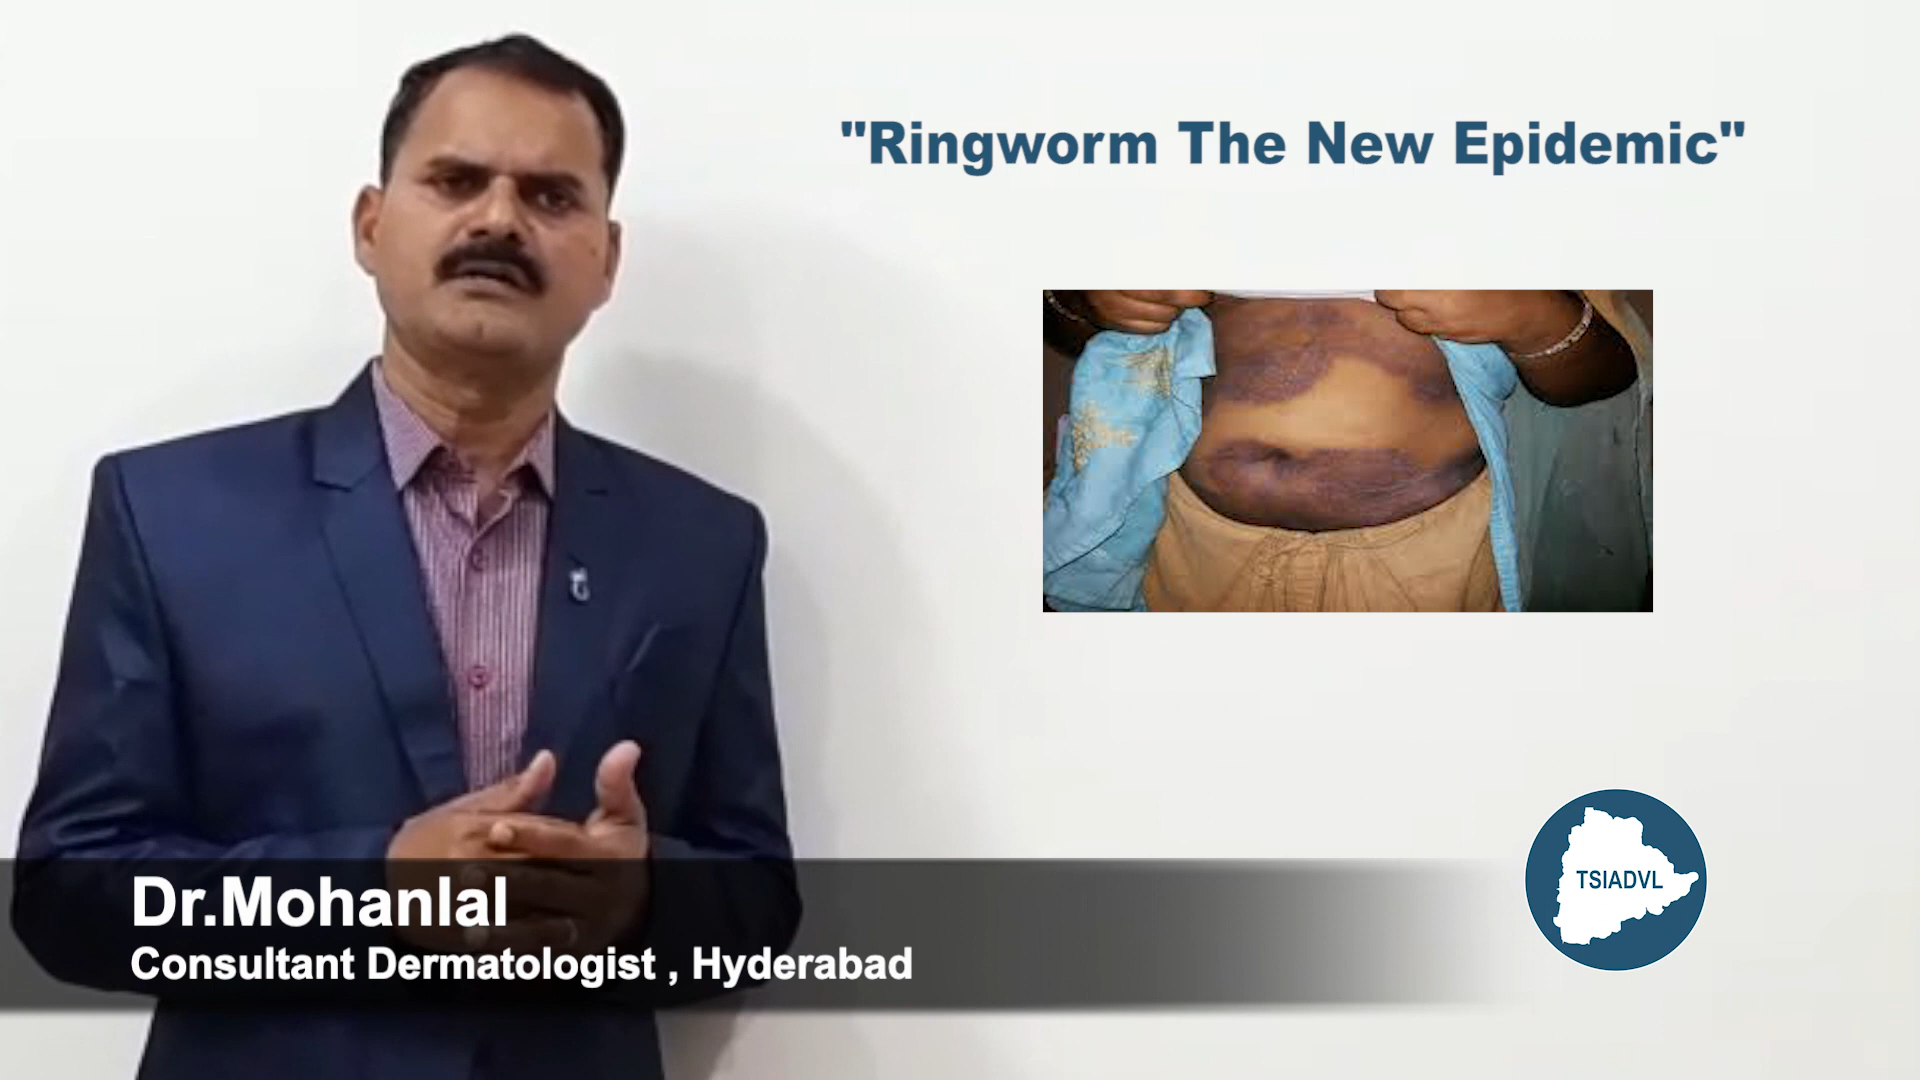 "Ringworm The New Epidemic"
TSIADVL
Dr.Mohanlal
Consultant Dermatologist , Hyderabad